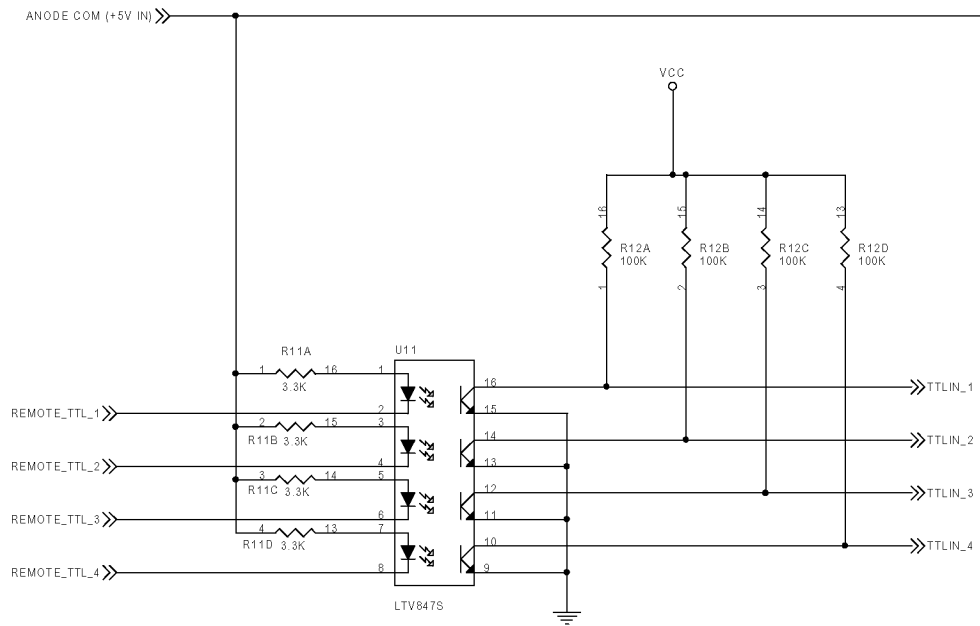 ANODE COM (+5V IN)
VCC
16 15 14 13
R12A R12B R12C R12D
100K 100K 100K 100K
1 2 3 4
R11A U11
1 16 1
3.3K
16
REMOTE_TTL_1 2 15 TTLIN_1
2 15 3
R11B 3.3K
14
REMOTE_TTL_2 4 13 TTLIN_2
3 14 5
R11C 3.3K
12
REMOTE_TTL_3 6 11 TTLIN_3
4 13 7
R11D 3.3K
10
REMOTE_TTL_4 8 9 TTLIN_4
LTV847S